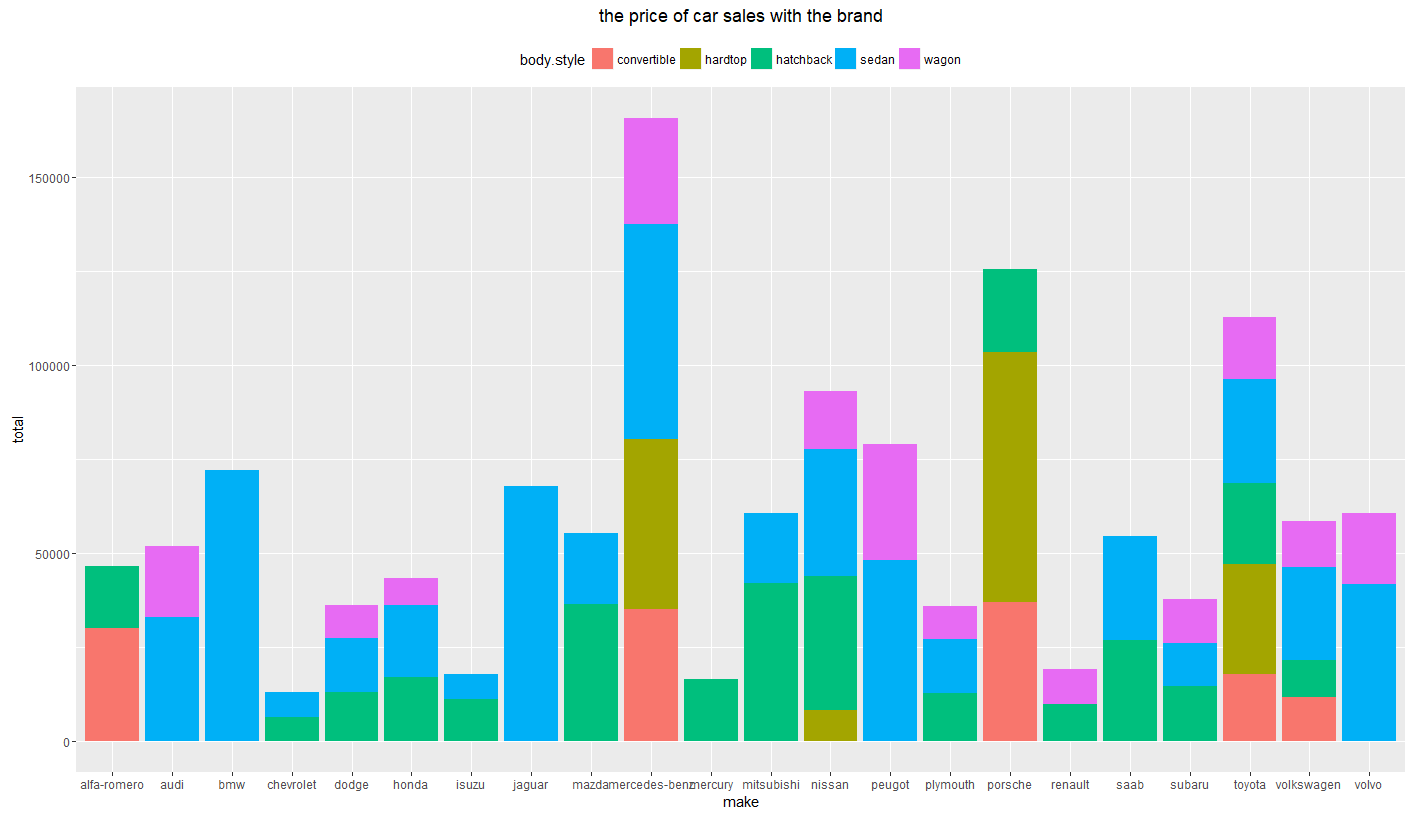 the price of car sales with the brand
body.style convertible hardtop hatchback sedan wagon
total
150000
100000
50000
0
alfa-romero audi bmw chevrolet dodge honda isuzu jaguar mazda mercedes-benz mercury mitsubishi nissan peugot plymouth porsche renault saab subaru toyota volkswagen volvo
make